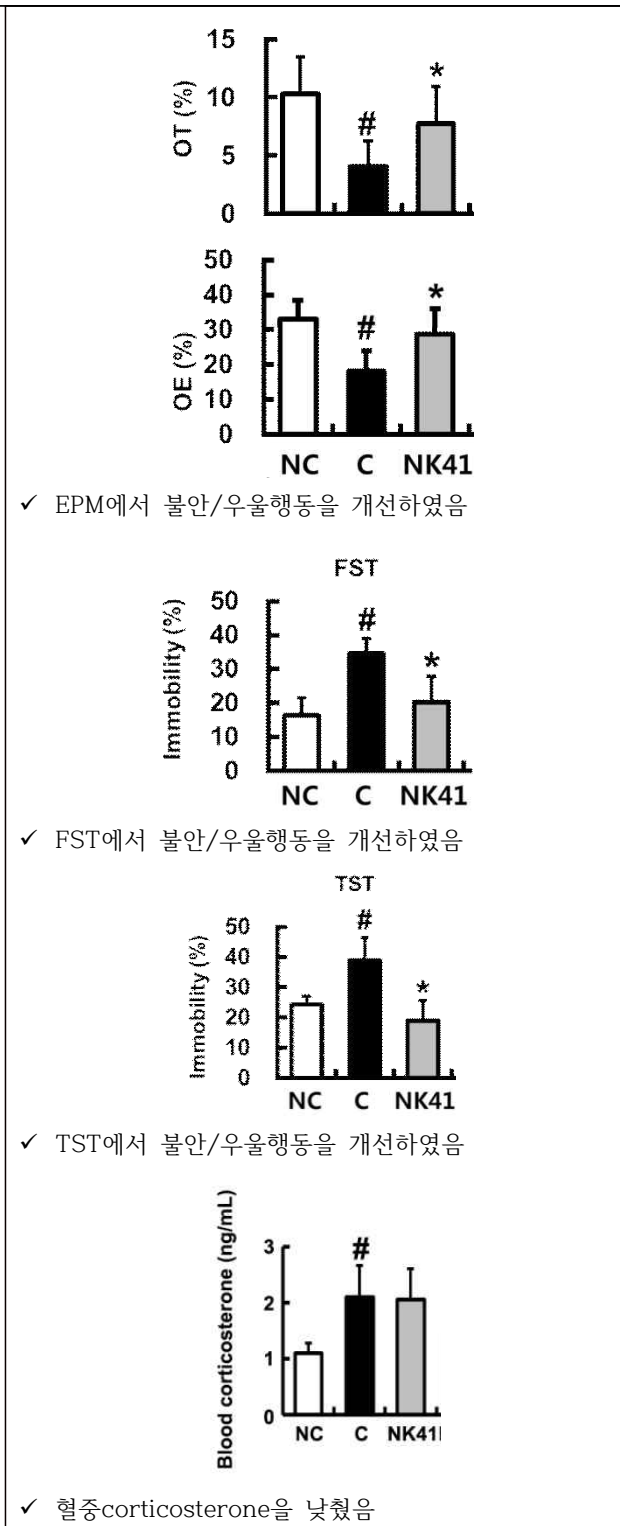 15
10
5
0
OT (%)
#
*
50
40
30
20
10
0
OE (%)
#
*
NC C NK41
✓ EPM에서 불안/우울행동을 개선하였음
FST
50
40
30
20
10
0
Immobility (%)
#
*
NC C NK41
✓ FST에서 불안/우울행동을 개선하였음
TST
50
40
30
20
10
0
Immobility (%)
#
*
NC C NK41
✓ TST에서 불안/우울행동을 개선하였음
3
2
1
0
Blood corticosterone (ng/mL)
#
NC C NK41
✓ 혈중corticosterone을 낮췄음